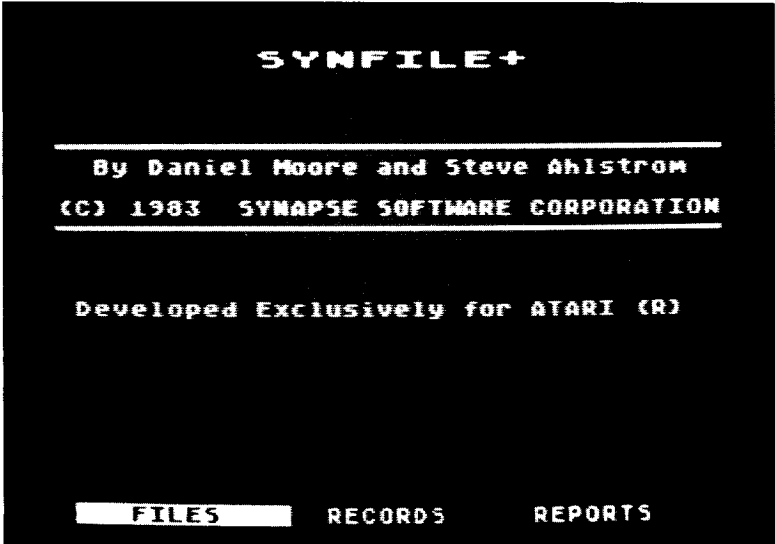 SYNFILE+
By Daniel Moore and Steve Ahlstrom
(C) 1983 SYNAPSE SOFTWARE CORPORATION
Developed Exclusively for ATARI (R)
FILES RECORDS REPORTS